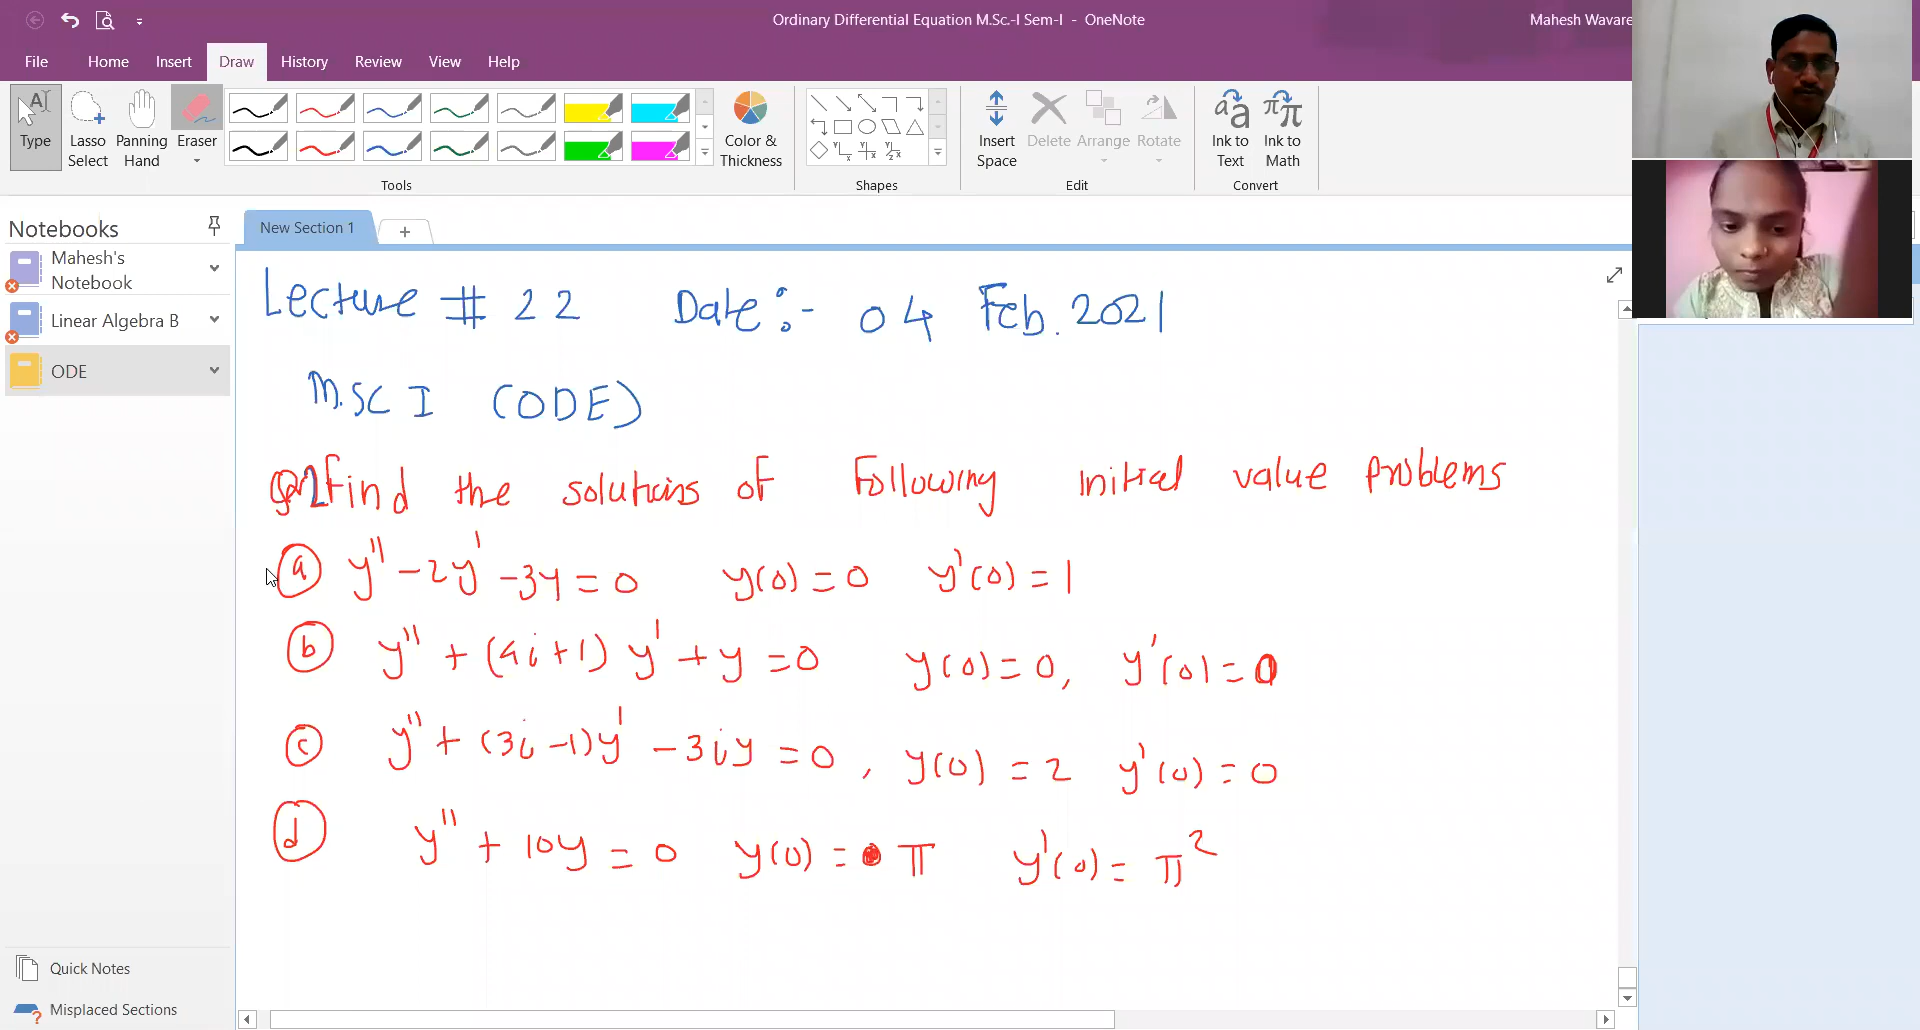 Ordinary Differential Equation M.Sc.-I Sem-I - OneNote
Mahesh Wavare
File Home Insert Draw History Review View Help
Type
Lasso Select
Panning Hand
Eraser
Color & Thickness
Insert Space
Delete
Arrange
Rotate
Ink to Text
Ink to Math
Tools
Shapes
Edit
Convert
Notebooks
Mahesh's Notebook
Linear Algebra B
ODE
Quick Notes
Misplaced Sections
New Section 1
Lecture # 22 Date :- 04 Feb. 2021
M.SC I (ODE)
Find the solutions of Following initial value problems
(a) y'' - 2y' - 3y = 0 y(0) = 0 y'(0) = 1
(b) y'' + (4i+1) y' + y = 0 y(0) = 0, y'(0) = 0
(c) y'' + (3i-1)y' - 3iy = 0, y(0) = 2 y'(0) = 0
(d) y'' + 10y = 0 y(0) = π y'(0) = π²